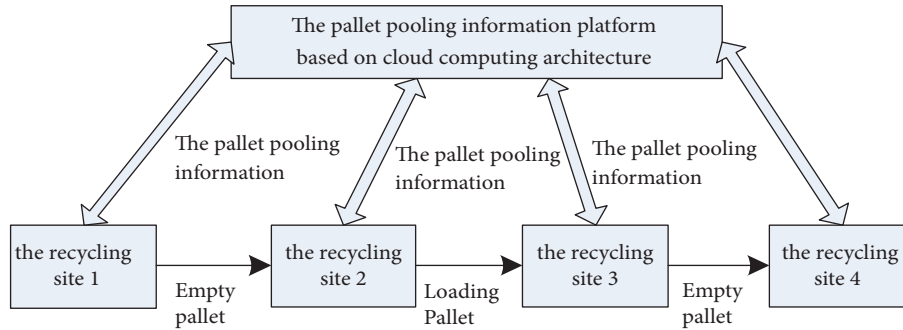 The pallet pooling information platform
based on cloud computing architecture
The pallet pooling
information
The pallet pooling
information
The pallet pooling
information
the recycling
site 1
the recycling
site 2
the recycling
site 3
the recycling
site 4
Empty
pallet
Loading
Pallet
Empty
pallet